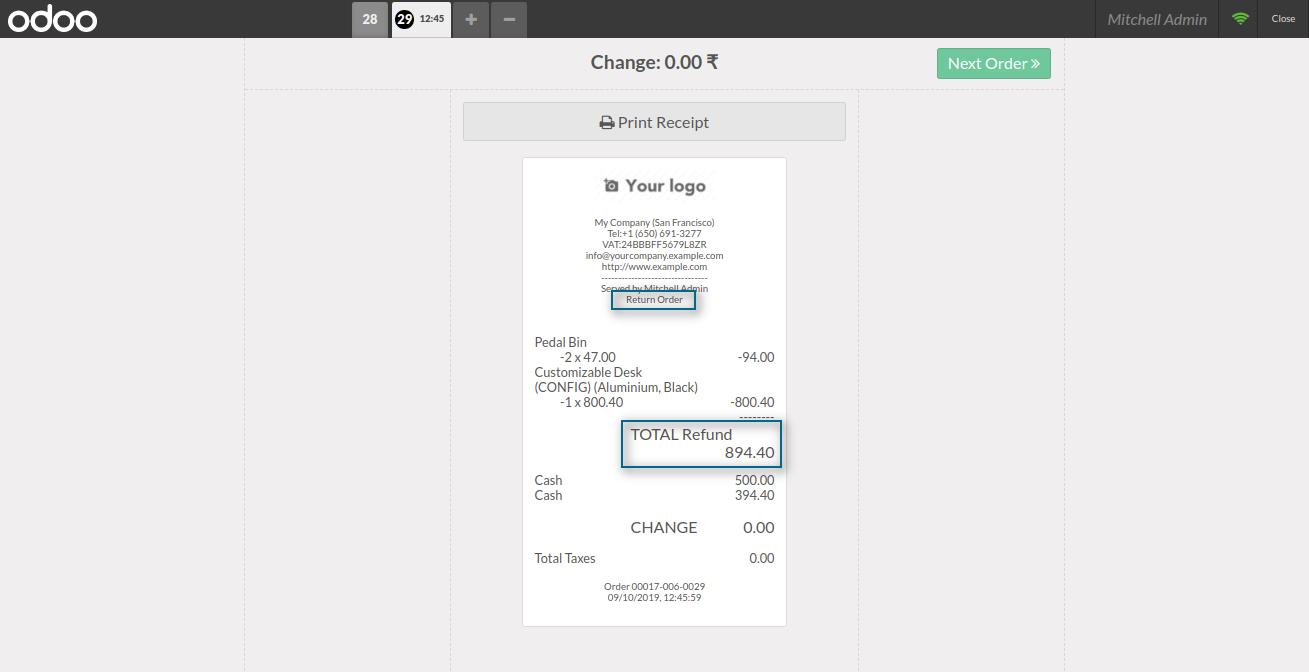 odoo
28
29 12:45
+
−
Mitchell Admin
Close
Change: 0.00 ₹
Next Order »
Print Receipt
Your logo
My Company (San Francisco)
Tel:+1 (650) 691-3277
VAT:24BBBFF5679L8ZR
info@yourcompany.example.com
http://www.example.com
--------------------------------
Served by Mitchell Admin
Return Order
Pedal Bin
-2 x 47.00 -94.00
Customizable Desk
(CONFIG) (Aluminium, Black)
-1 x 800.40 -800.40
--------
TOTAL Refund
894.40
Cash 500.00
Cash 394.40
CHANGE 0.00
Total Taxes 0.00
Order 00017-006-0029
09/10/2019, 12:45:59